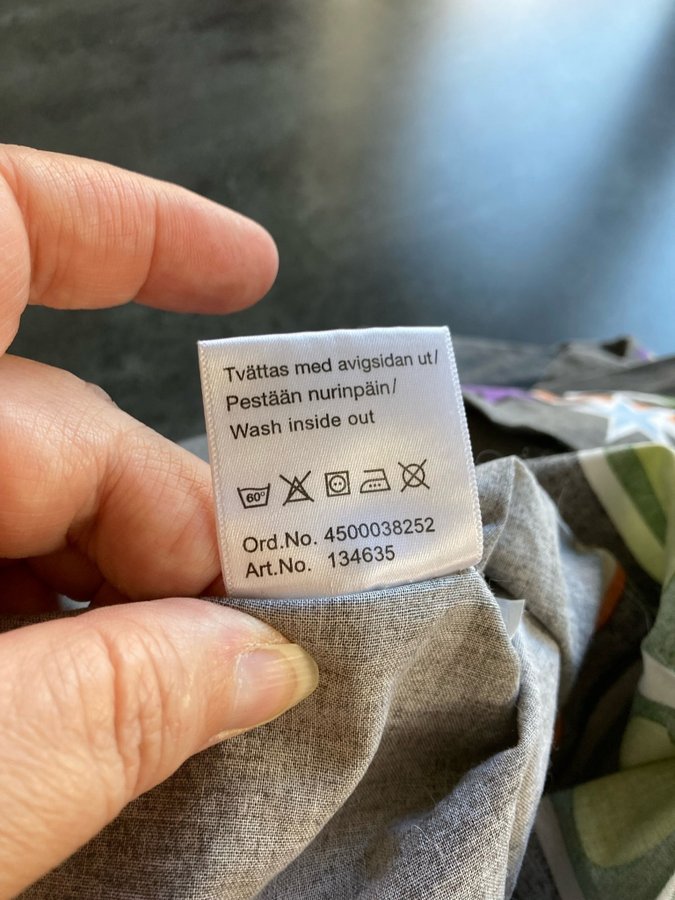 Tvättas med avigsidan ut/
Pestään nurinpäin/
Wash inside out
60°
Ord.No. 4500038252
Art.No. 134635